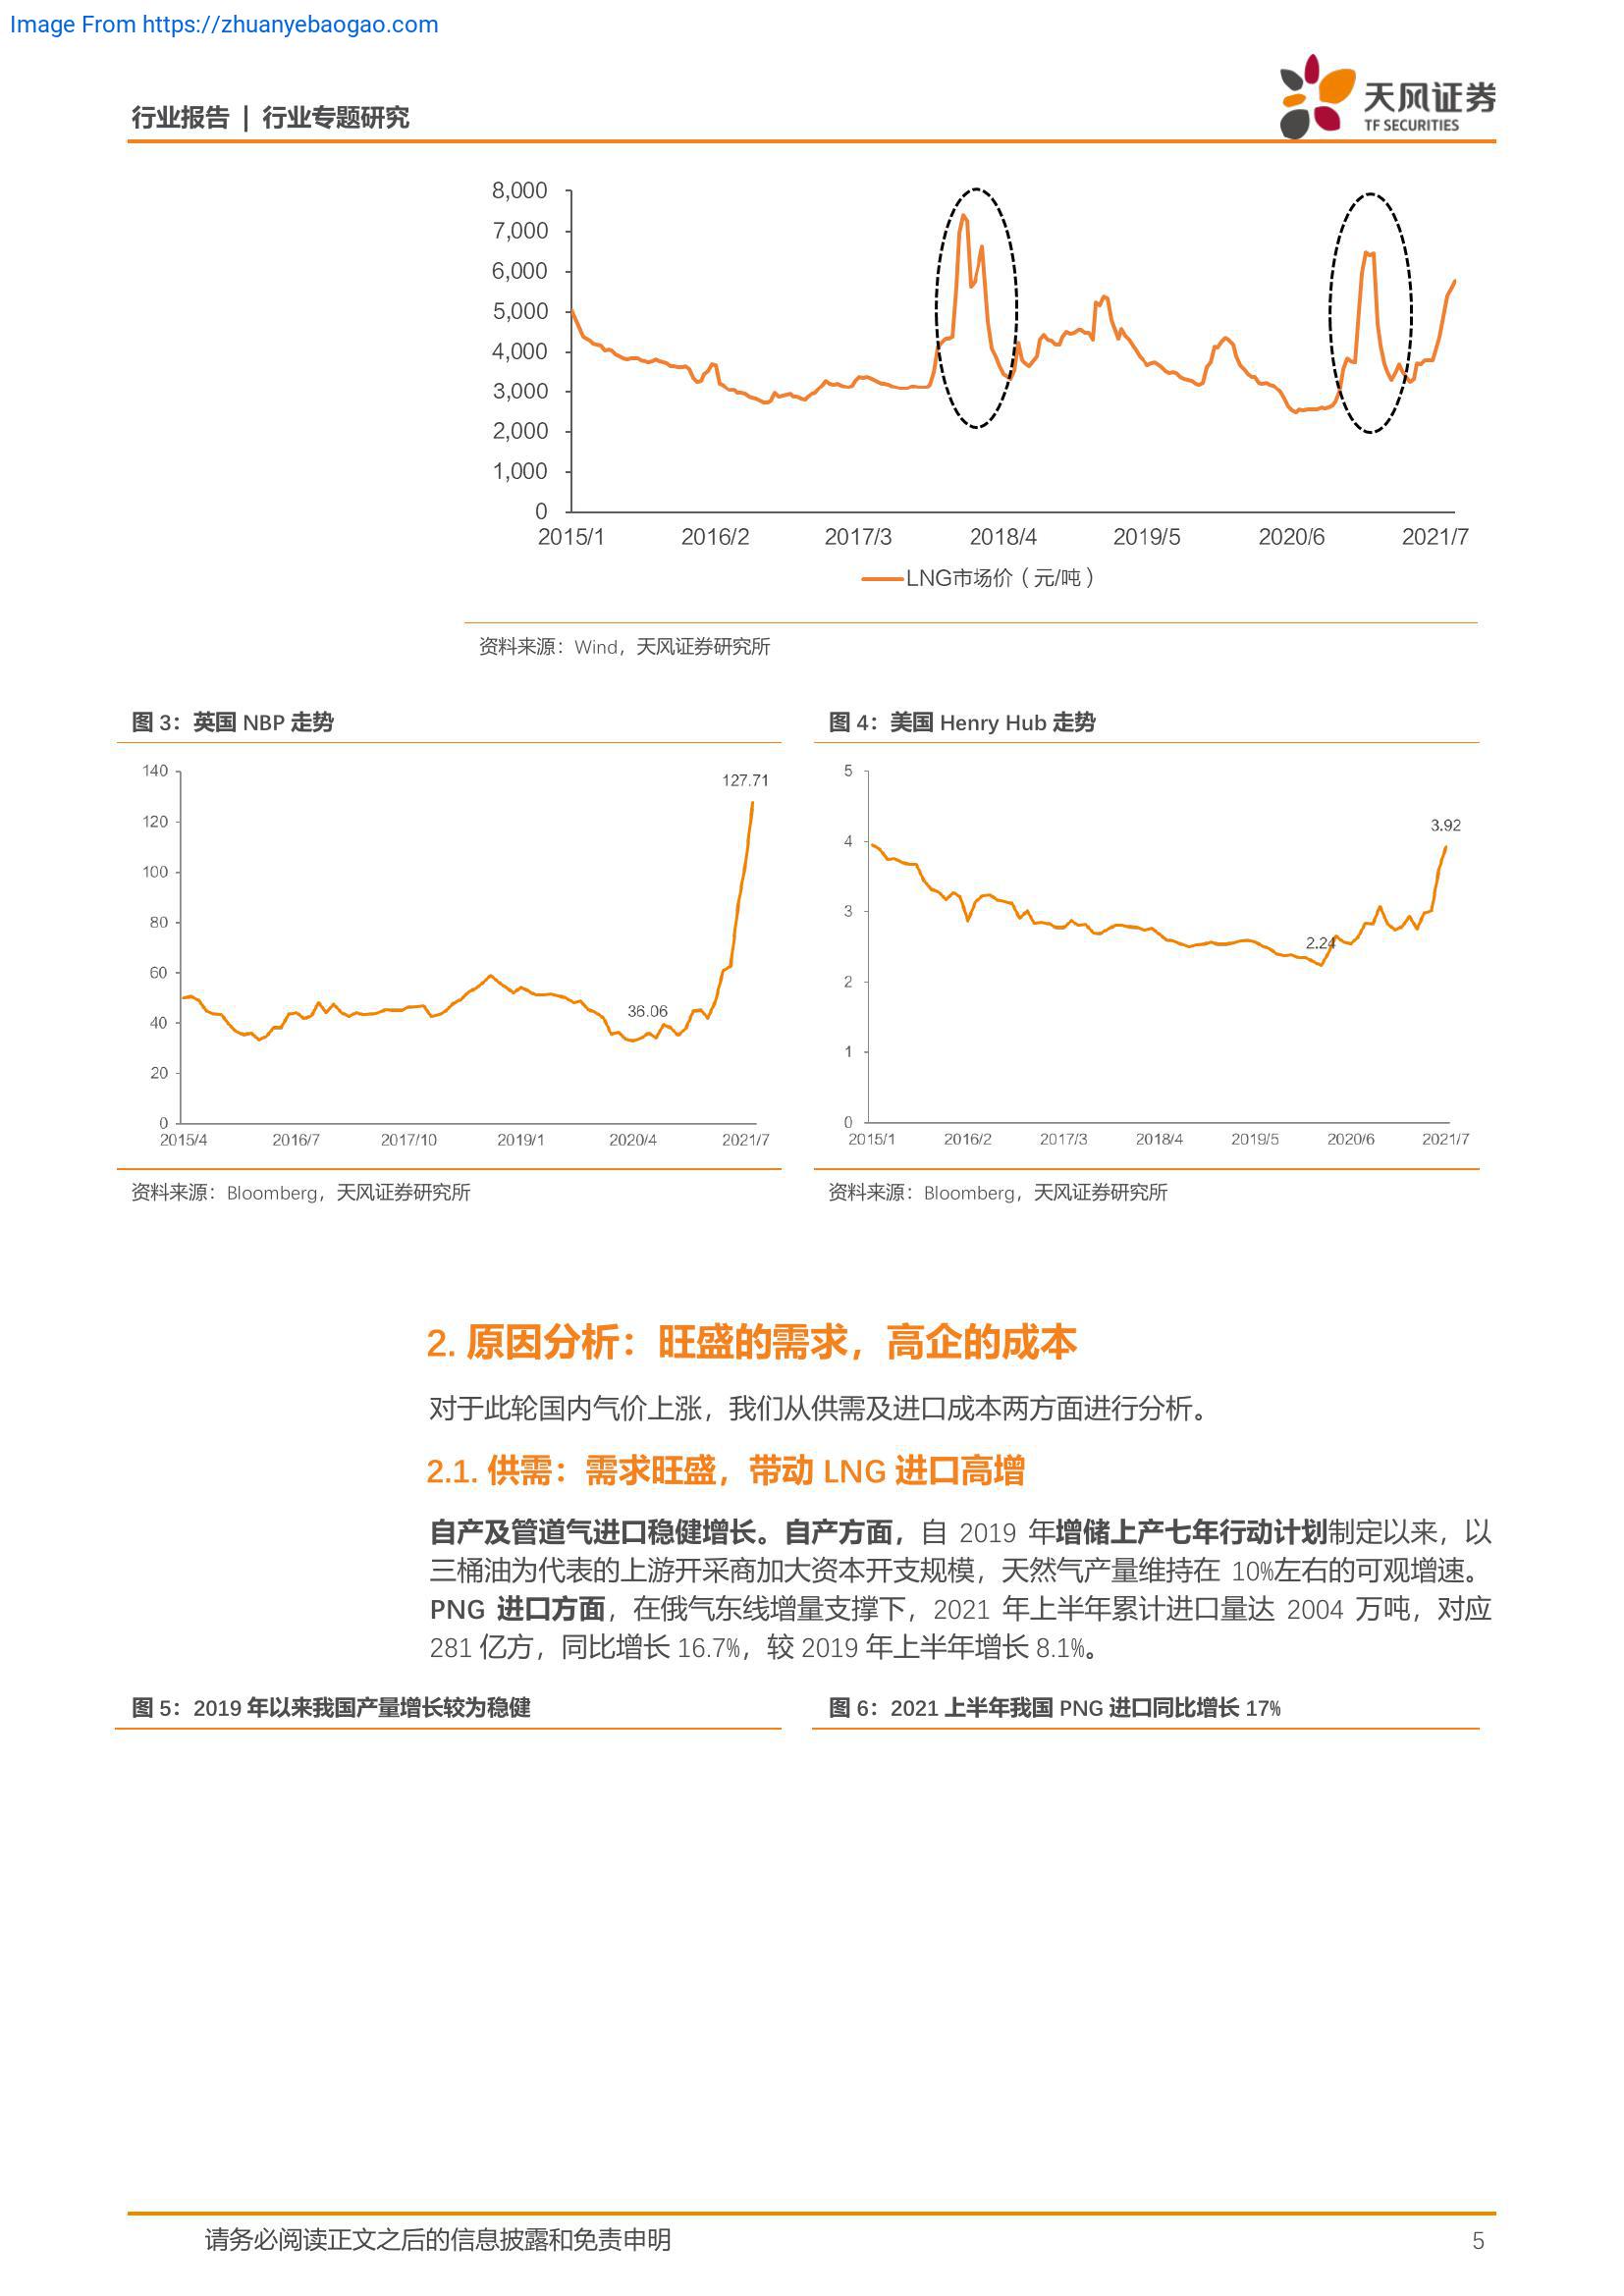 Image From https://zhuanyebaogao.com
行业报告 | 行业专题研究
天风证券
TF SECURITIES
8,000
7,000
6,000
5,000
4,000
3,000
2,000
1,000
0
2015/1 2016/2 2017/3 2018/4 2019/5 2020/6 2021/7
LNG市场价（元/吨）
资料来源：Wind，天风证券研究所
图 3：英国 NBP 走势
140
120
100
80
60
40
20
0
127.71
36.06
2015/4 2016/7 2017/10 2019/1 2020/4 2021/7
资料来源：Bloomberg，天风证券研究所
图 4：美国 Henry Hub 走势
5
4
3
2
1
0
3.92
2.24
2015/1 2016/2 2017/3 2018/4 2019/5 2020/6 2021/7
资料来源：Bloomberg，天风证券研究所
2. 原因分析：旺盛的需求，高企的成本
对于此轮国内气价上涨，我们从供需及进口成本两方面进行分析。
2.1. 供需：需求旺盛，带动 LNG 进口高增
自产及管道气进口稳健增长。自产方面，自 2019 年增储上产七年行动计划制定以来，以
三桶油为代表的上游开采商加大资本开支规模，天然气产量维持在 10%左右的可观增速。
PNG 进口方面，在俄气东线增量支撑下，2021 年上半年累计进口量达 2004 万吨，对应
281 亿方，同比增长 16.7%，较 2019 年上半年增长 8.1%。
图 5：2019 年以来我国产量增长较为稳健
图 6：2021 上半年我国 PNG 进口同比增长 17%
请务必阅读正文之后的信息披露和免责申明
5